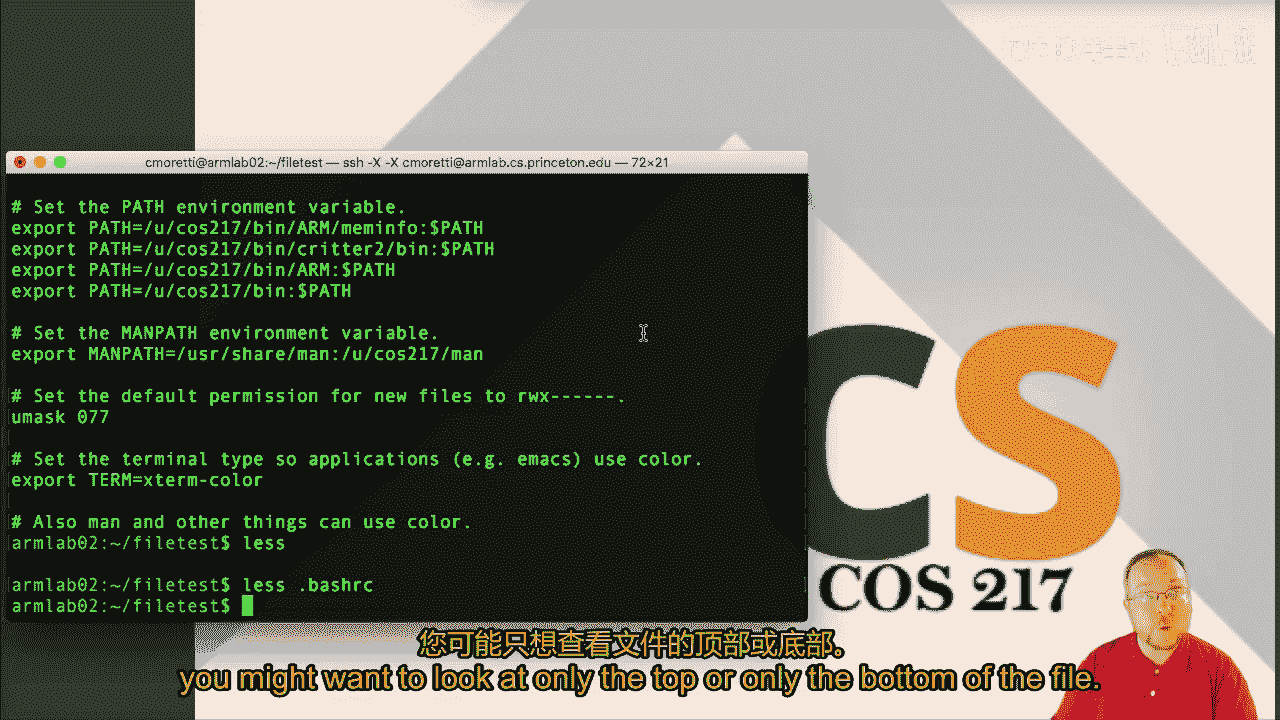 cmoretti@armlab02:~/filetest — ssh -X -X cmoretti@armlab.cs.princeton.edu — 72×21
# Set the PATH environment variable.
export PATH=/u/cos217/bin/ARM/meminfo:$PATH
export PATH=/u/cos217/bin/critter2/bin:$PATH
export PATH=/u/cos217/bin/ARM:$PATH
export PATH=/u/cos217/bin:$PATH
# Set the MANPATH environment variable.
export MANPATH=/usr/share/man:/u/cos217/man
# Set the default permission for new files to rwx------.
umask 077
# Set the terminal type so applications (e.g. emacs) use color.
export TERM=xterm-color
# Also man and other things can use color.
armlab02:~/filetest$ less
armlab02:~/filetest$ less .bashrc
armlab02:~/filetest$
CS
COS 217
您可能只想查看文件的顶部或底部。
you might want to look at only the top or only the bottom of the file.